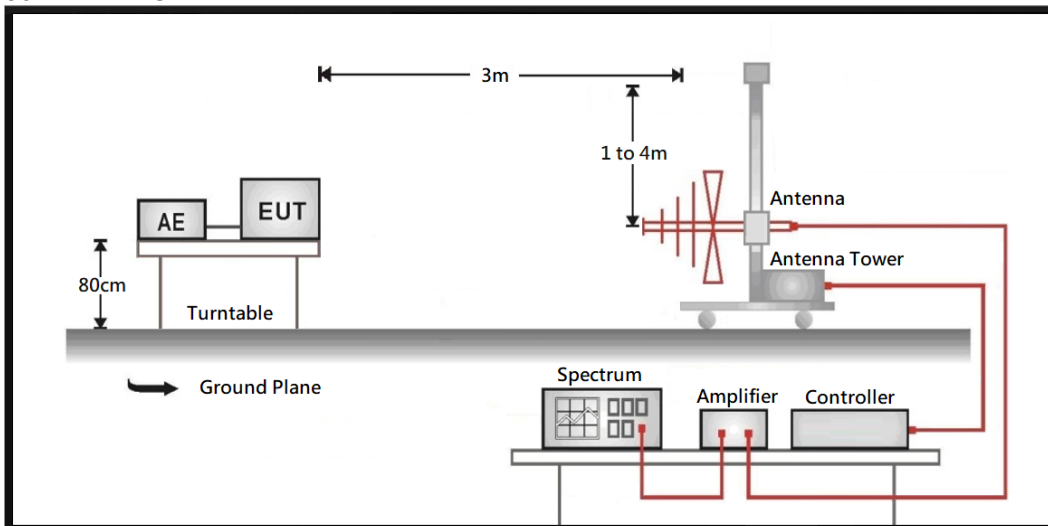 3m
1 to 4m
AE
EUT
Antenna
80cm
Antenna Tower
Turntable
Ground Plane
Spectrum
Amplifier
Controller